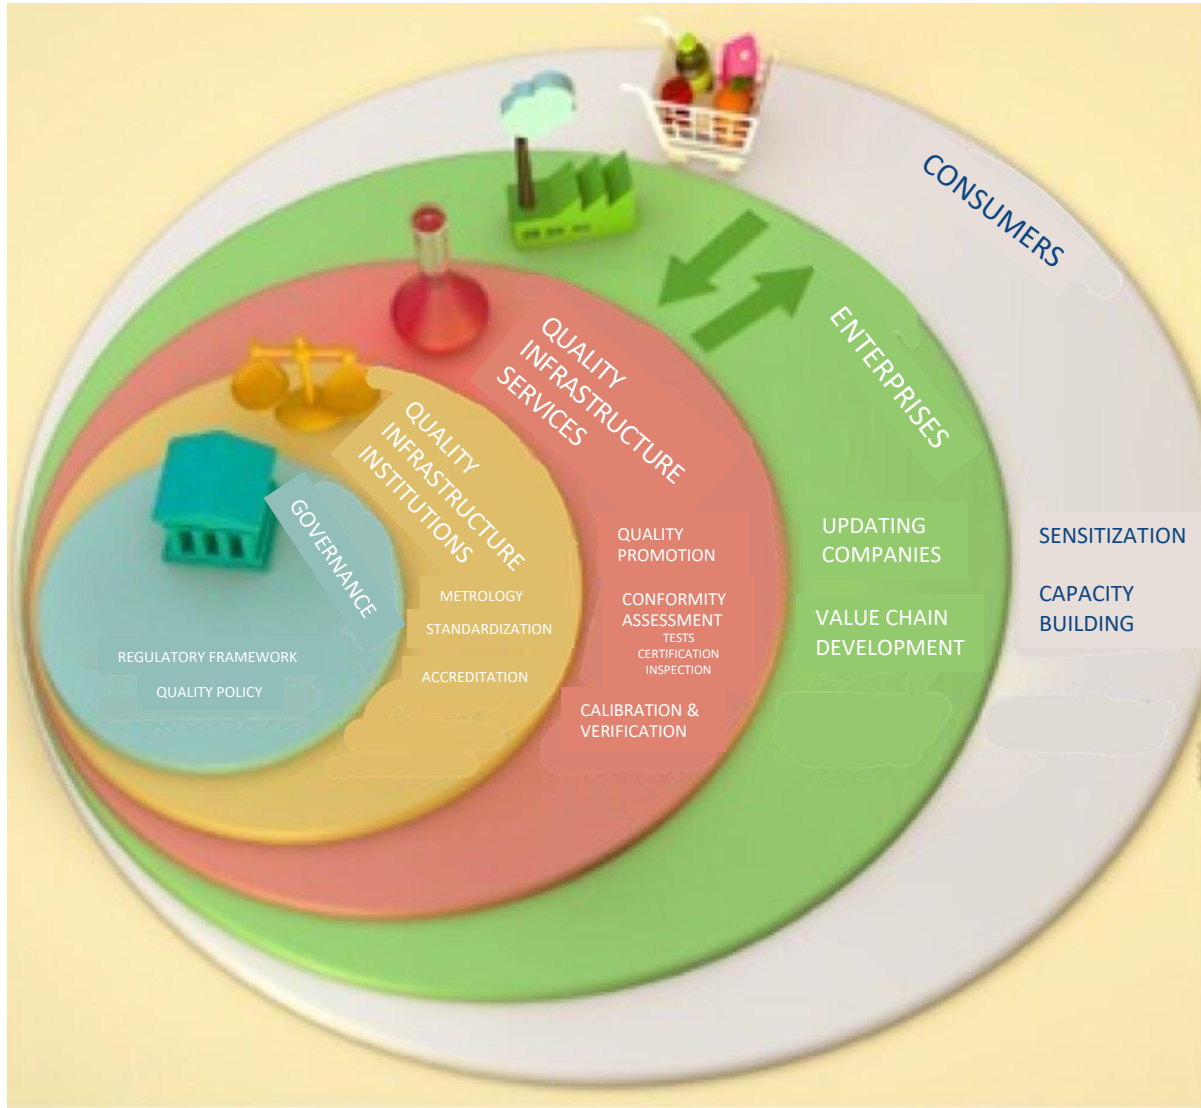 CONSUMERS
ENTERPRISES
QUALITY
INFRASTRUCTURE
SERVICES
QUALITY
INFRASTRUCTURE
INSTITUTIONS
GOVERNANCE
REGULATORY FRAMEWORK
QUALITY POLICY
METROLOGY
STANDARDIZATION
ACCREDITATION
QUALITY
PROMOTION
CONFORMITY
ASSESSMENT
TESTS
CERTIFICATION
INSPECTION
CALIBRATION &
VERIFICATION
UPDATING
COMPANIES
VALUE CHAIN
DEVELOPMENT
SENSITIZATION
CAPACITY
BUILDING